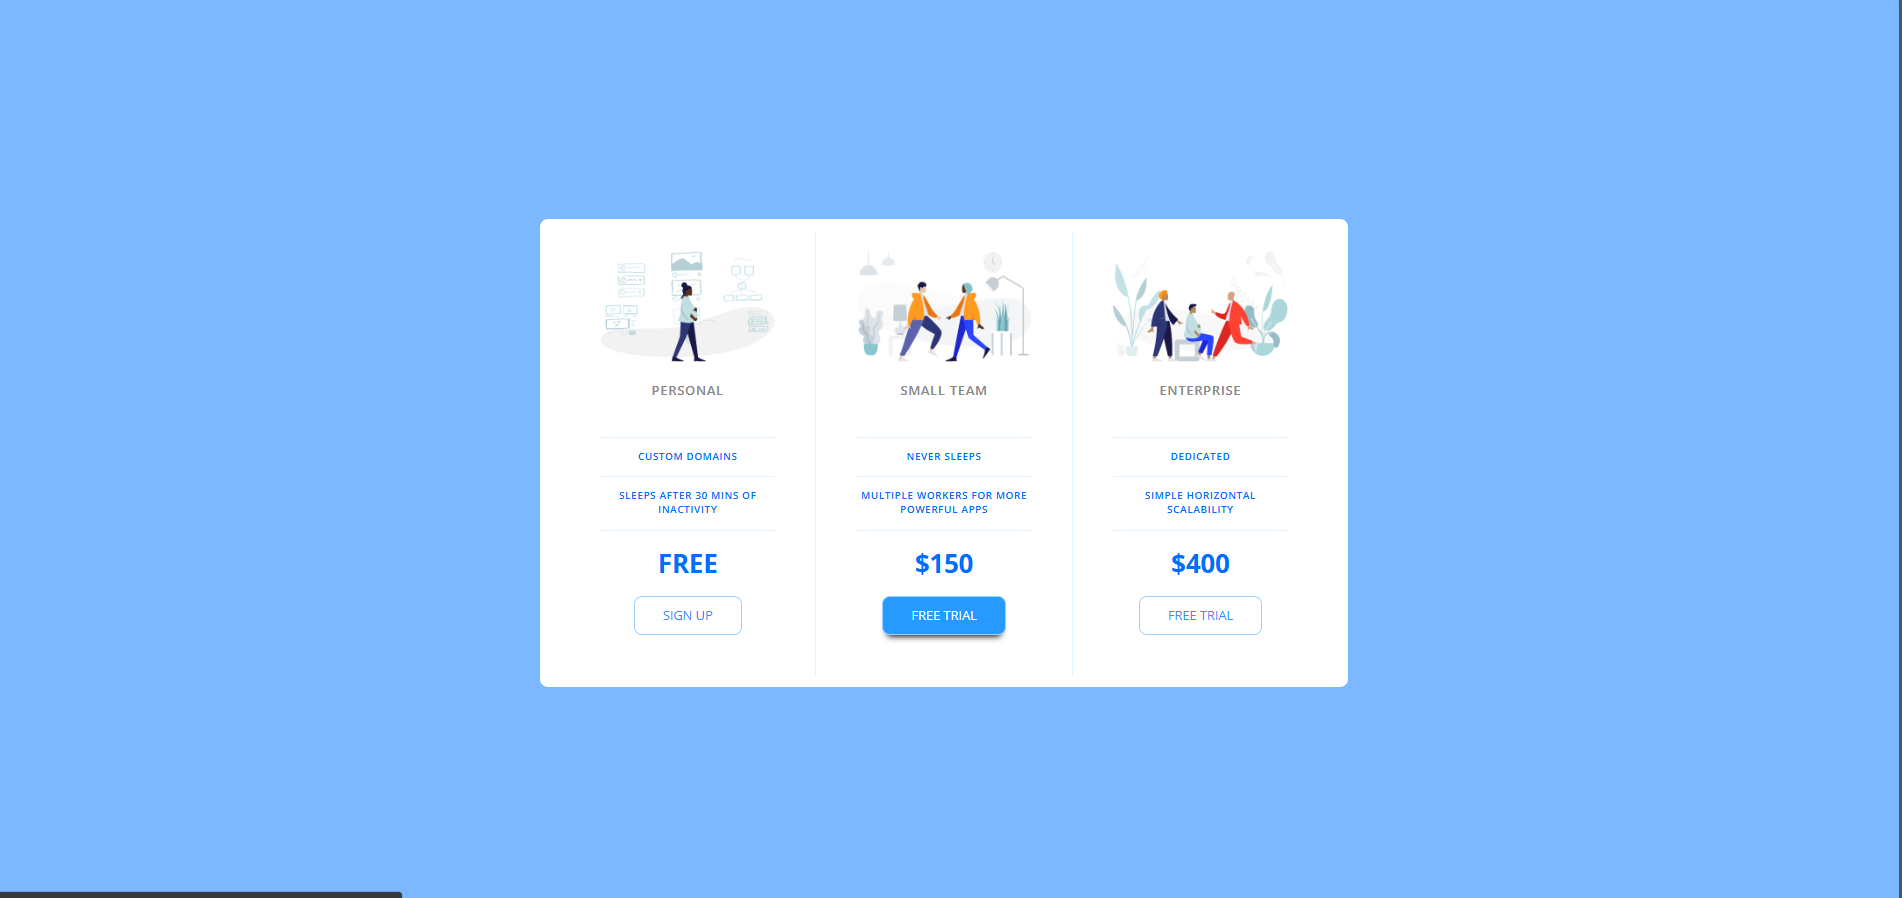 PERSONAL
CUSTOM DOMAINS
SLEEPS AFTER 30 MINS OF
INACTIVITY
FREE
SIGN UP
SMALL TEAM
NEVER SLEEPS
MULTIPLE WORKERS FOR MORE
POWERFUL APPS
$150
FREE TRIAL
ENTERPRISE
DEDICATED
SIMPLE HORIZONTAL
SCALABILITY
$400
FREE TRIAL